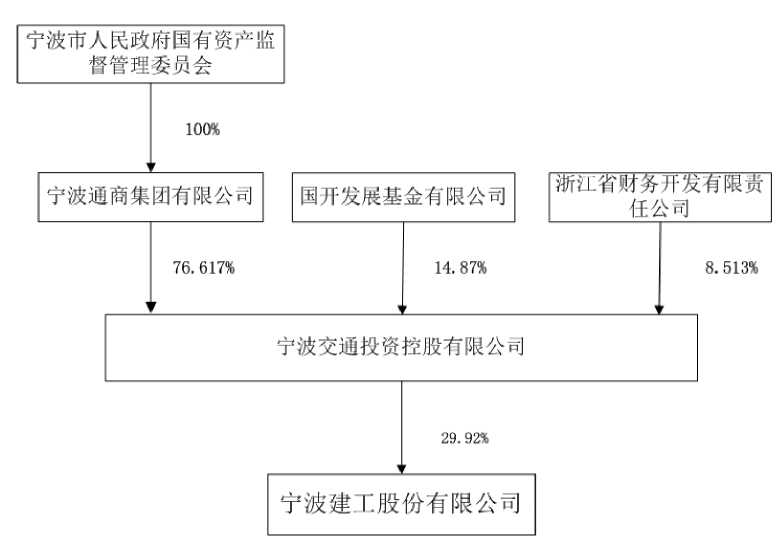 宁波市人民政府国有资产监
督管理委员会
100%
宁波通商集团有限公司
国开发展基金有限公司
浙江省财务开发有限责
任公司
76.617%
14.87%
8.513%
宁波交通投资控股有限公司
29.92%
宁波建工股份有限公司